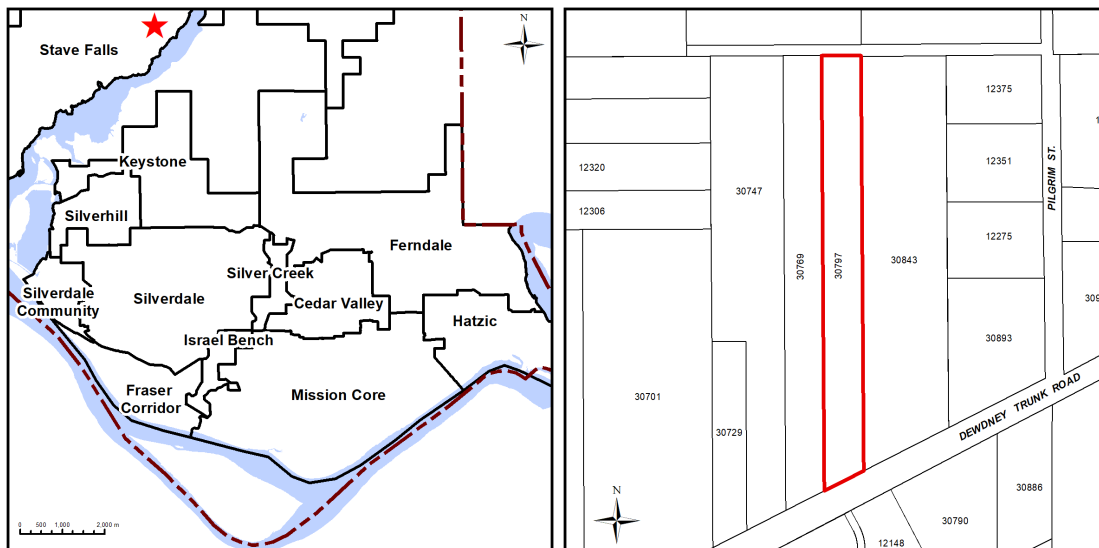 N
Stave Falls
Keystone
Silverhill
Ferndale
Silver Creek
Silverdale
Community
Silverdale
Cedar Valley
Hatzic
Israel Bench
Fraser
Corridor
Mission Core
0 500 1,000 2,000 m
12375
12351
12320
12306
30747
30769
30797
30843
12275
PILGRIM ST.
30893
30701
30729
DEWDNEY TRUNK ROAD
N
30886
30790
12148